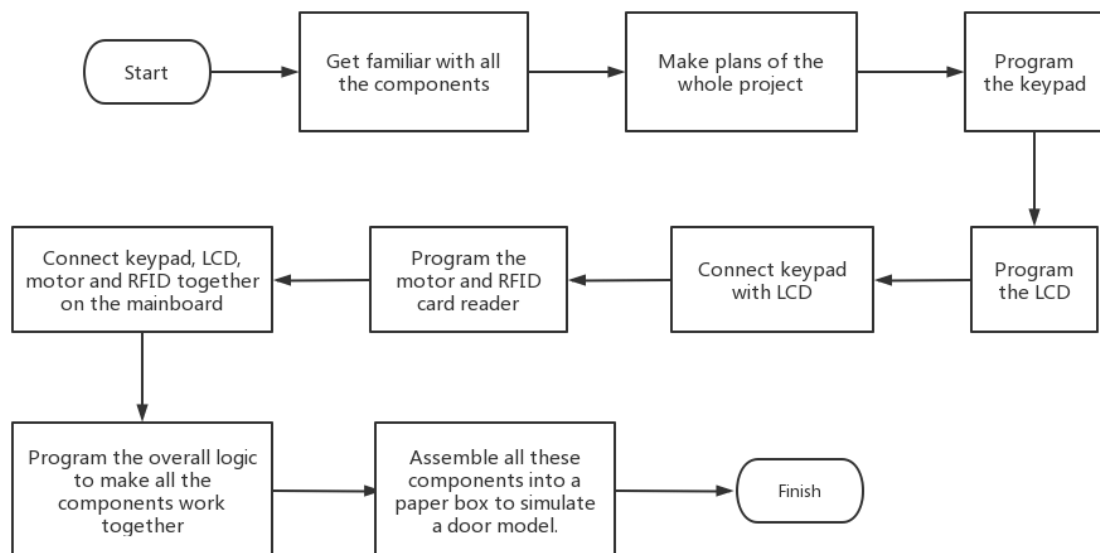 Start
Get familiar with all
the components
Make plans of the
whole project
Program
the keypad
Program
the LCD
Connect keypad
with LCD
Program the
motor and RFID
card reader
Connect keypad, LCD,
motor and RFID together
on the mainboard
Program the overall logic
to make all the
components work
together
Assemble all these
components into a
paper box to simulate
a door model.
Finish